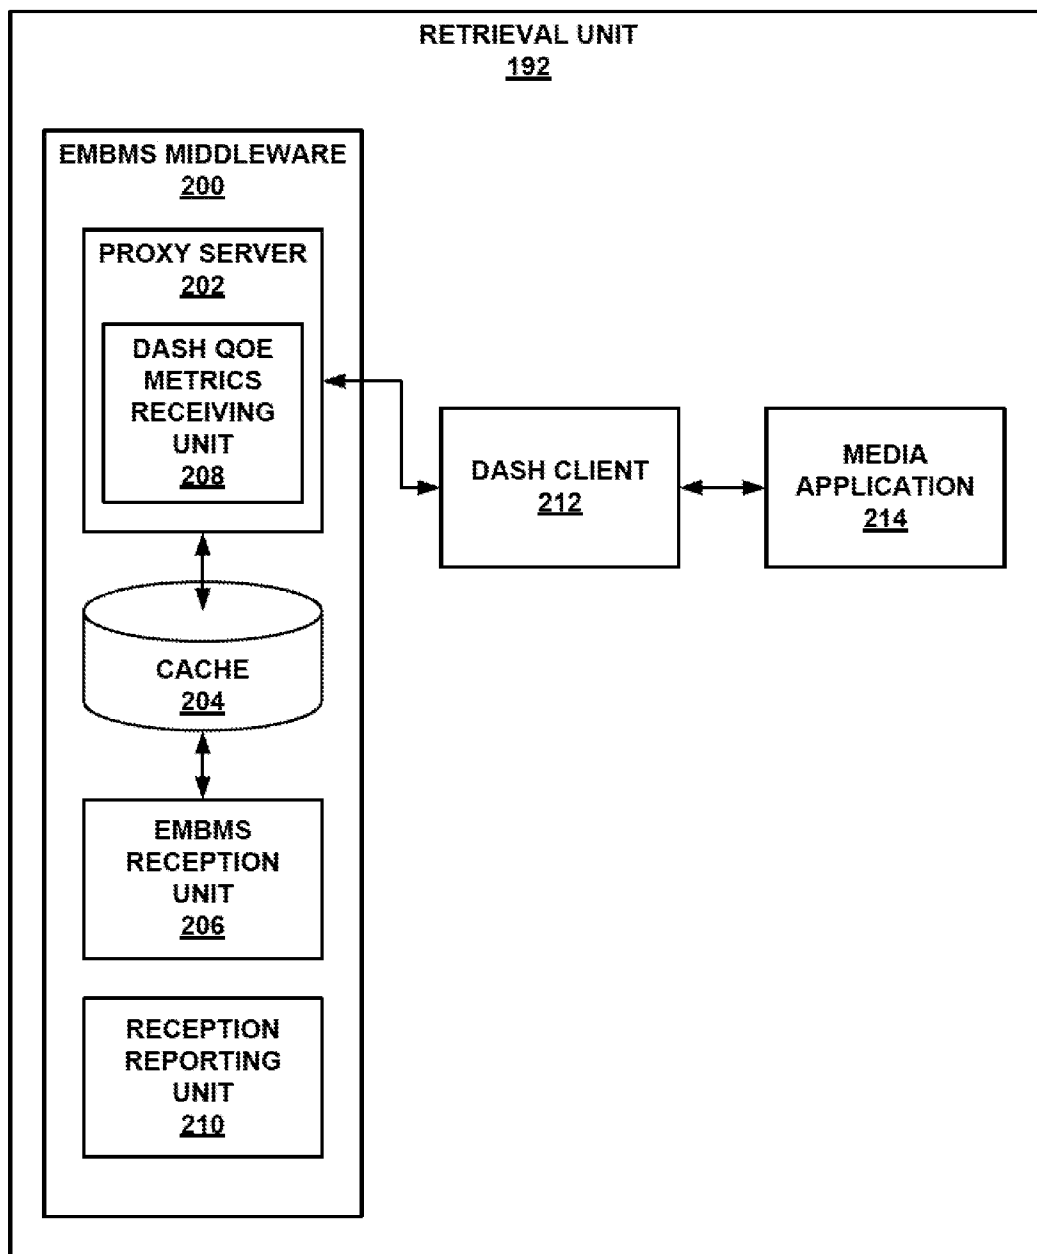 RETRIEVAL UNIT
192
EMBMS MIDDLEWARE
200
PROXY SERVER
202
DASH QOE
METRICS
RECEIVING
UNIT
208
CACHE
204
EMBMS
RECEPTION
UNIT
206
RECEPTION
REPORTING
UNIT
210
DASH CLIENT
212
MEDIA
APPLICATION
214